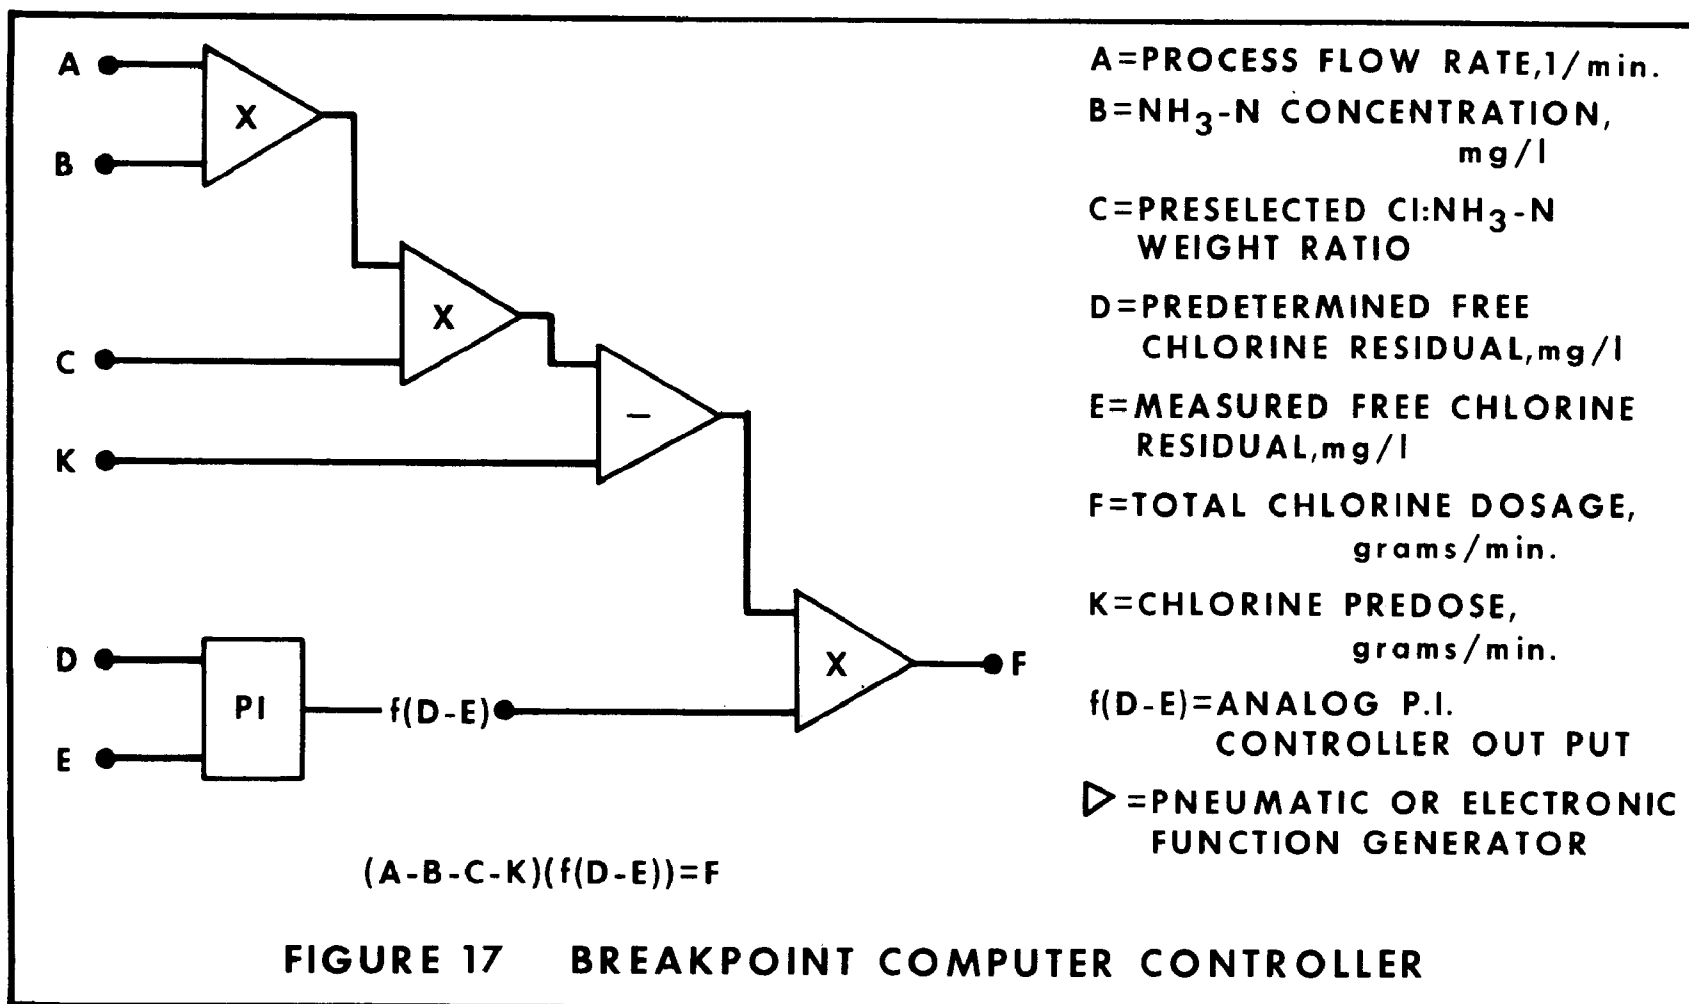 A
B
X
C
X
K
—
D
E
PI
f(D-E)
X
F
A=PROCESS FLOW RATE,1/min.
B=NH3-N CONCENTRATION,
mg/l
C=PRESELECTED Cl:NH3-N
WEIGHT RATIO
D=PREDETERMINED FREE
CHLORINE RESIDUAL,mg/l
E=MEASURED FREE CHLORINE
RESIDUAL,mg/l
F=TOTAL CHLORINE DOSAGE,
grams/min.
K=CHLORINE PREDOSE,
grams/min.
f(D-E)=ANALOG P.I.
CONTROLLER OUT PUT
▷=PNEUMATIC OR ELECTRONIC
FUNCTION GENERATOR
(A-B-C-K)(f(D-E))=F
FIGURE 17 BREAKPOINT COMPUTER CONTROLLER